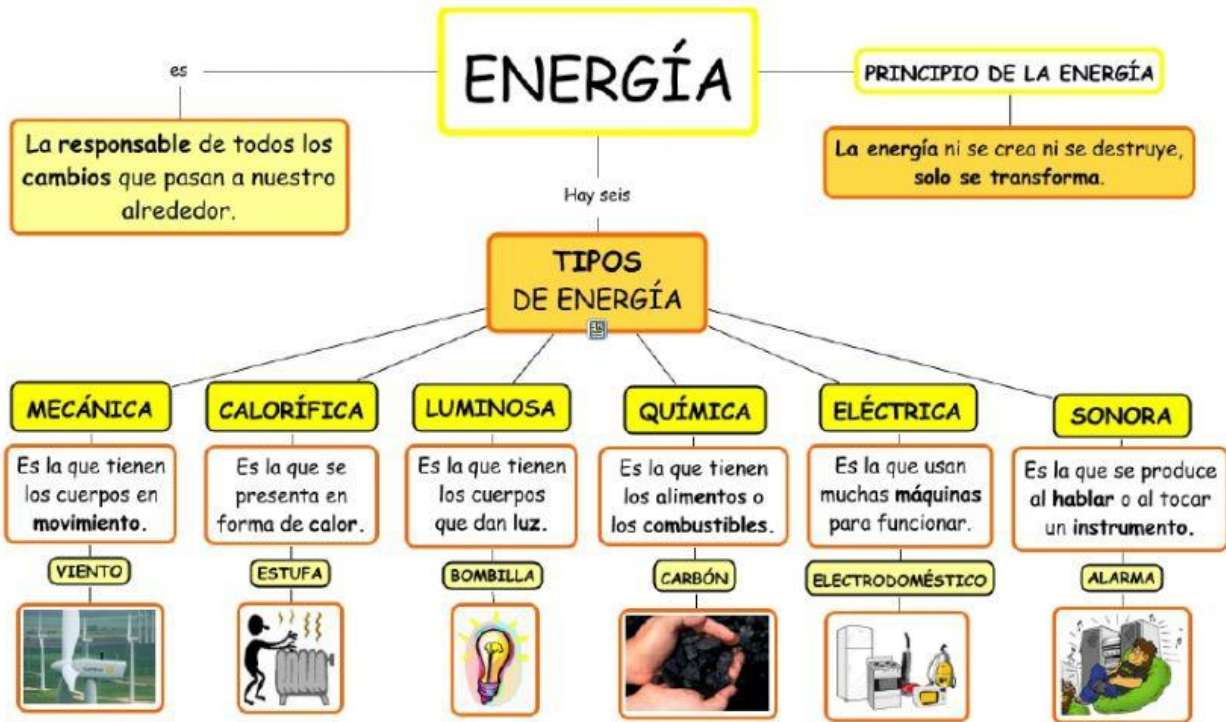 ENERGÍA
es
La responsable de todos los
cambios que pasan a nuestro
alrededor.
PRINCIPIO DE LA ENERGÍA
La energía ni se crea ni se destruye,
solo se transforma.
Hay seis
TIPOS
DE ENERGÍA
MECÁNICA
Es la que tienen
los cuerpos en
movimiento.
VIENTO
CALORÍFICA
Es la que se
presenta en
forma de calor.
ESTUFA
LUMINOSA
Es la que tienen
los cuerpos
que dan luz.
BOMBILLA
QUÍMICA
Es la que tienen
los alimentos o
los combustibles.
CARBÓN
ELÉCTRICA
Es la que usan
muchas máquinas
para funcionar.
ELECTRODOMÉSTICO
SONORA
Es la que se produce
al hablar o al tocar
un instrumento.
ALARMA